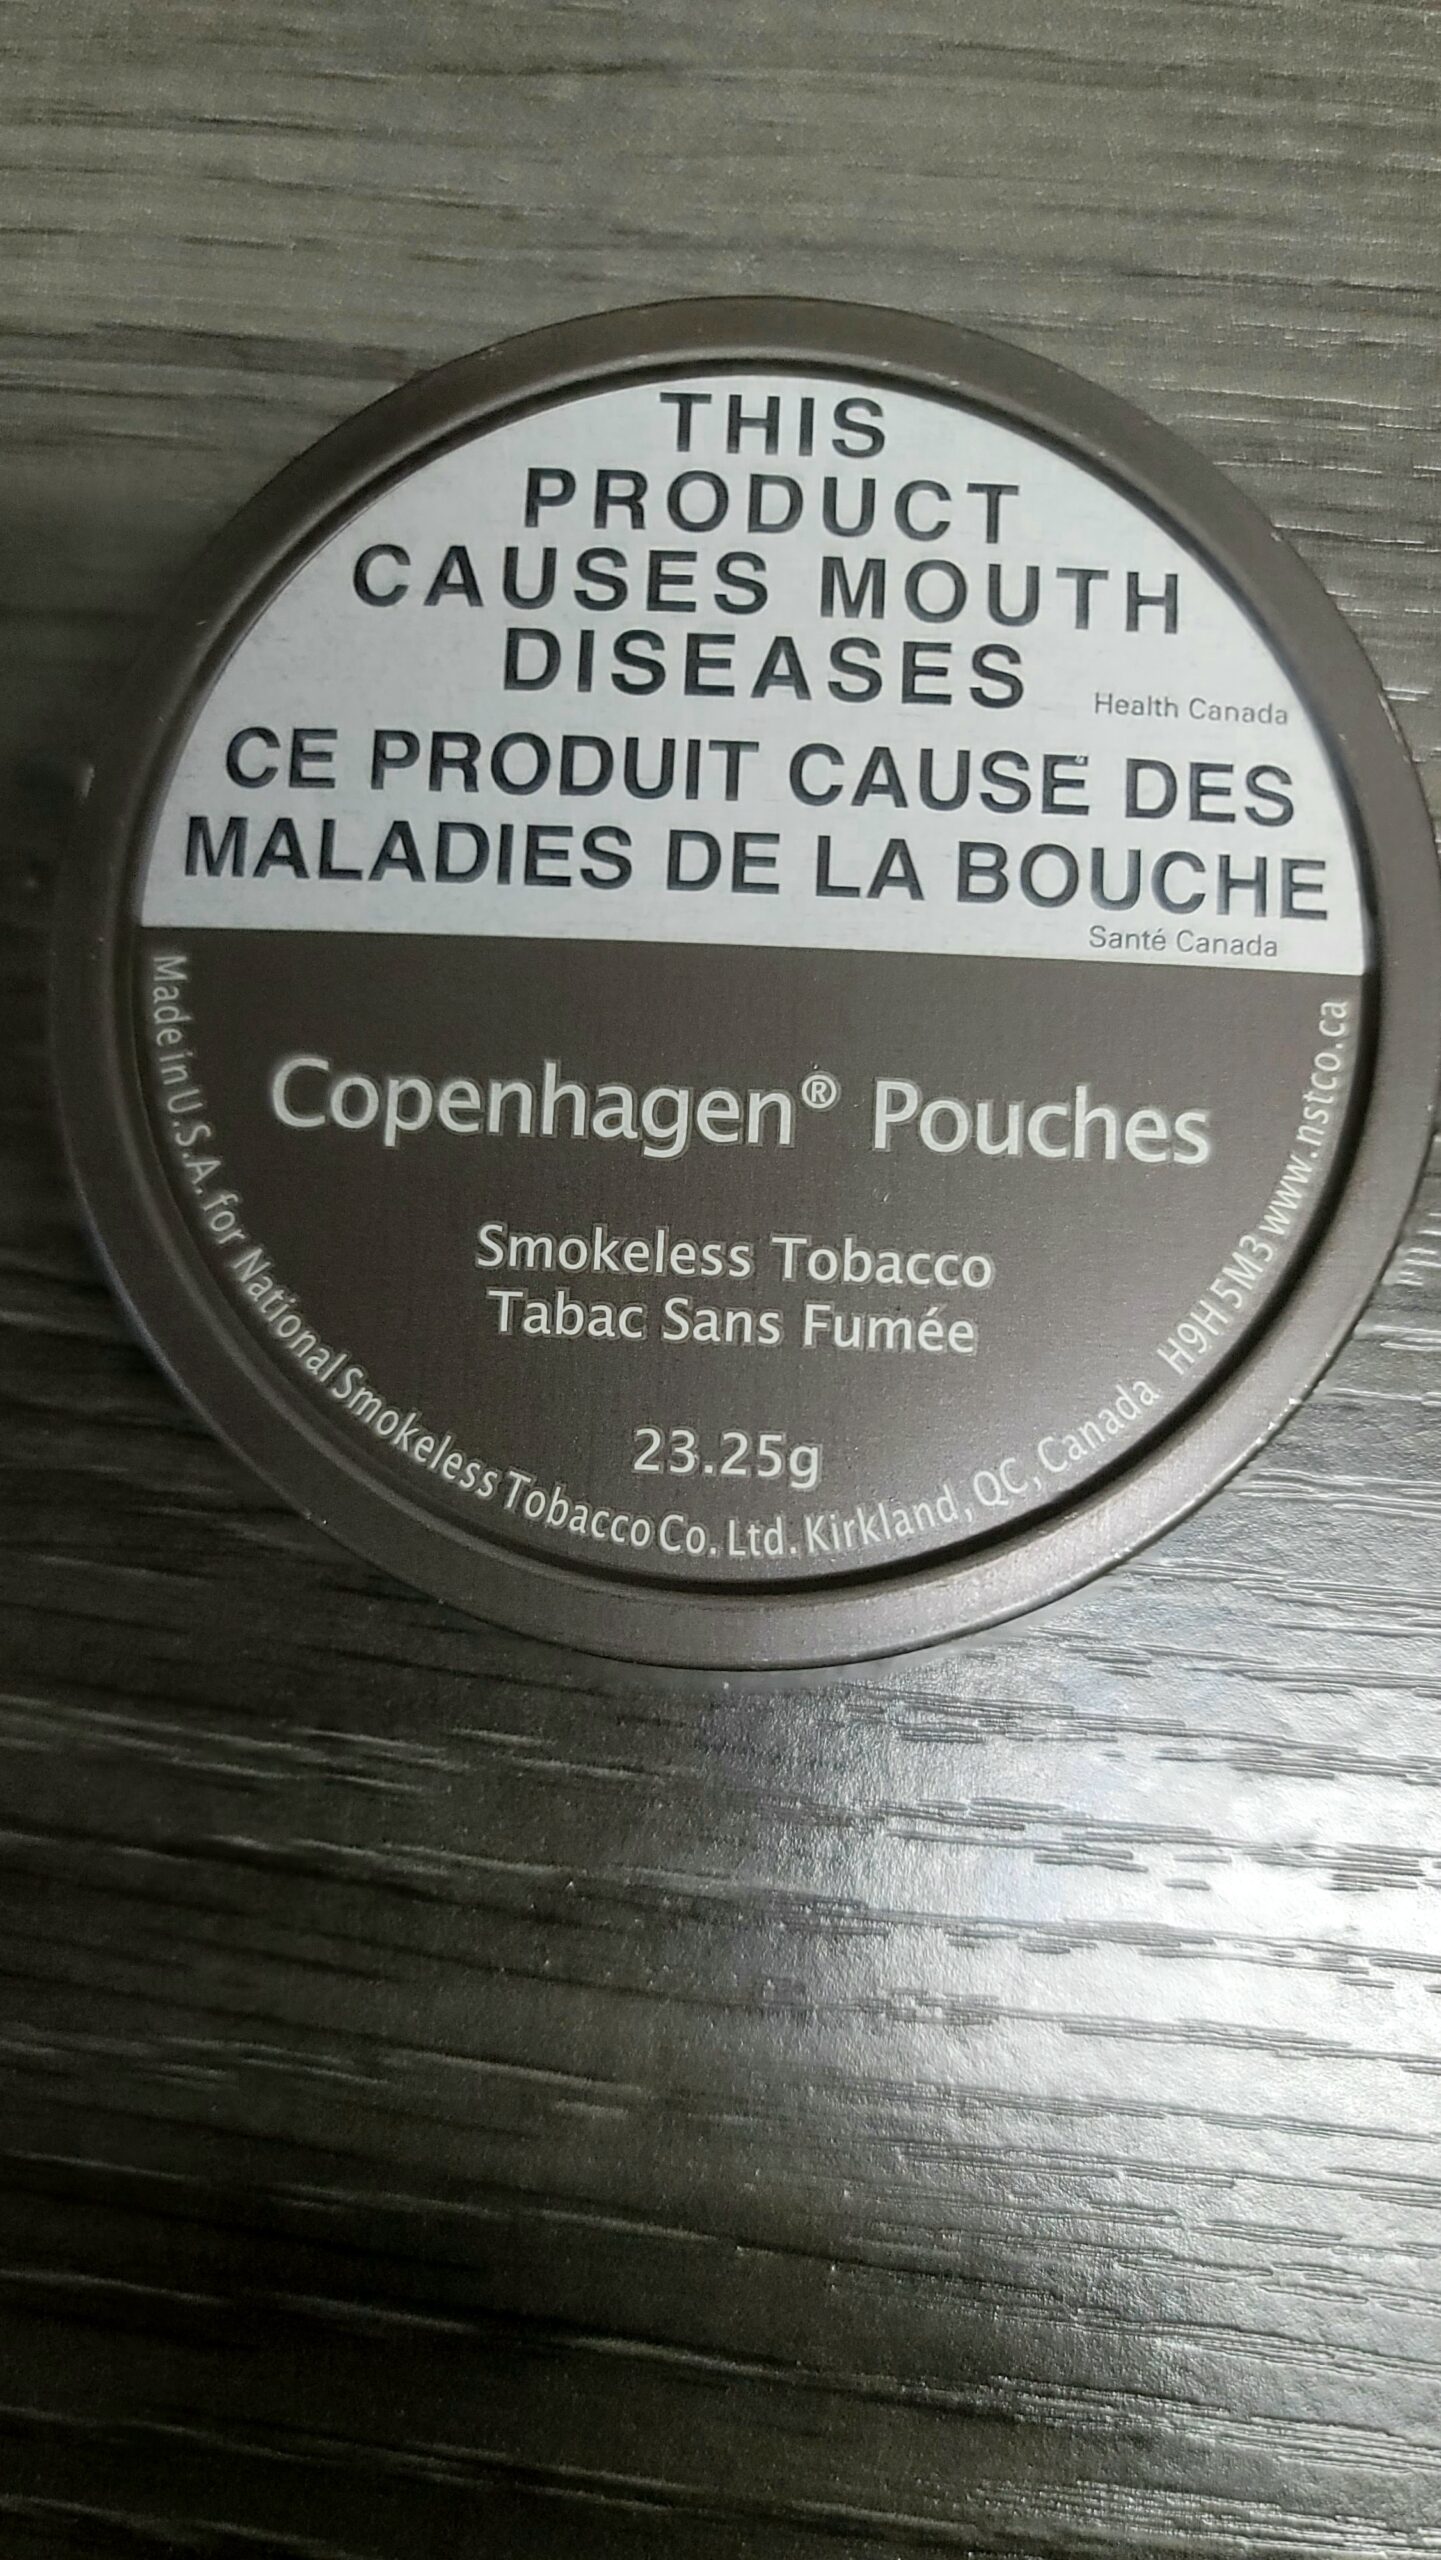 THIS
PRODUCT
CAUSES MOUTH
DISEASES
Health Canada
CE PRODUIT CAUSE DES
MALADIES DE LA BOUCHE
Santé Canada
Copenhagen® Pouches
Smokeless Tobacco
Tabac Sans Fumée
23.25g
Made in U.S.A. for National Smokeless Tobacco Co. Ltd. Kirkland, QC, Canada H9H 5M3 www.nstco.ca